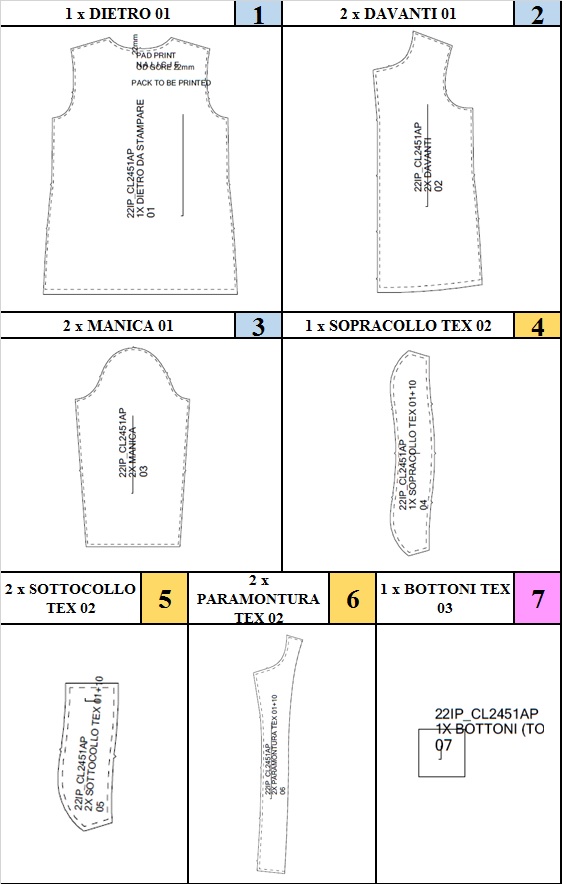 1 x DIETRO 01
1
2 x DAVANTI 01
2
22mm
PAD PRINT
NALICIE
OD GORE 22mm
PACK TO BE PRINTED
22IP_CL2451AP
1X DIETRO DA STAMPARE
01
22IP_CL2451AP
2X DAVANTI
02
2 x MANICA 01
3
1 x SOPRACOLLO TEX 02
4
22IP_CL2451AP
2X MANICA
03
22IP_CL2451AP
1X SOPRACOLLO TEX 01+10
04
2 x SOTTOCOLLO
TEX 02
5
2 x
PARAMONTURA
TEX 02
6
1 x BOTTONI TEX
03
7
22IP_CL2451AP
2X SOTTOCOLLO TEX 01+10
05
22IP_CL2451AP
2X PARAMONTURA TEX 01+10
06
22IP_CL2451AP
1X BOTTONI (TO
07